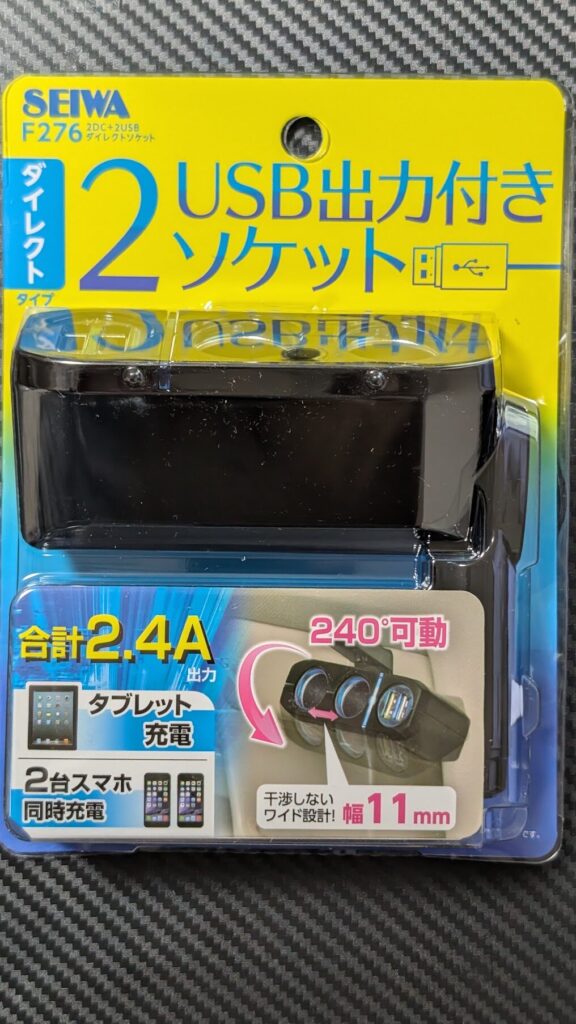 SEIWA
F276 2DC+2USB
ダイレクトソケット
ダイレクト
タイプ
2
USB出力付き
ソケット
合計2.4A
出力
タブレット
充電
2台スマホ
同時充電
240°可動
干渉しない
ワイド設計!
幅11mm
です。